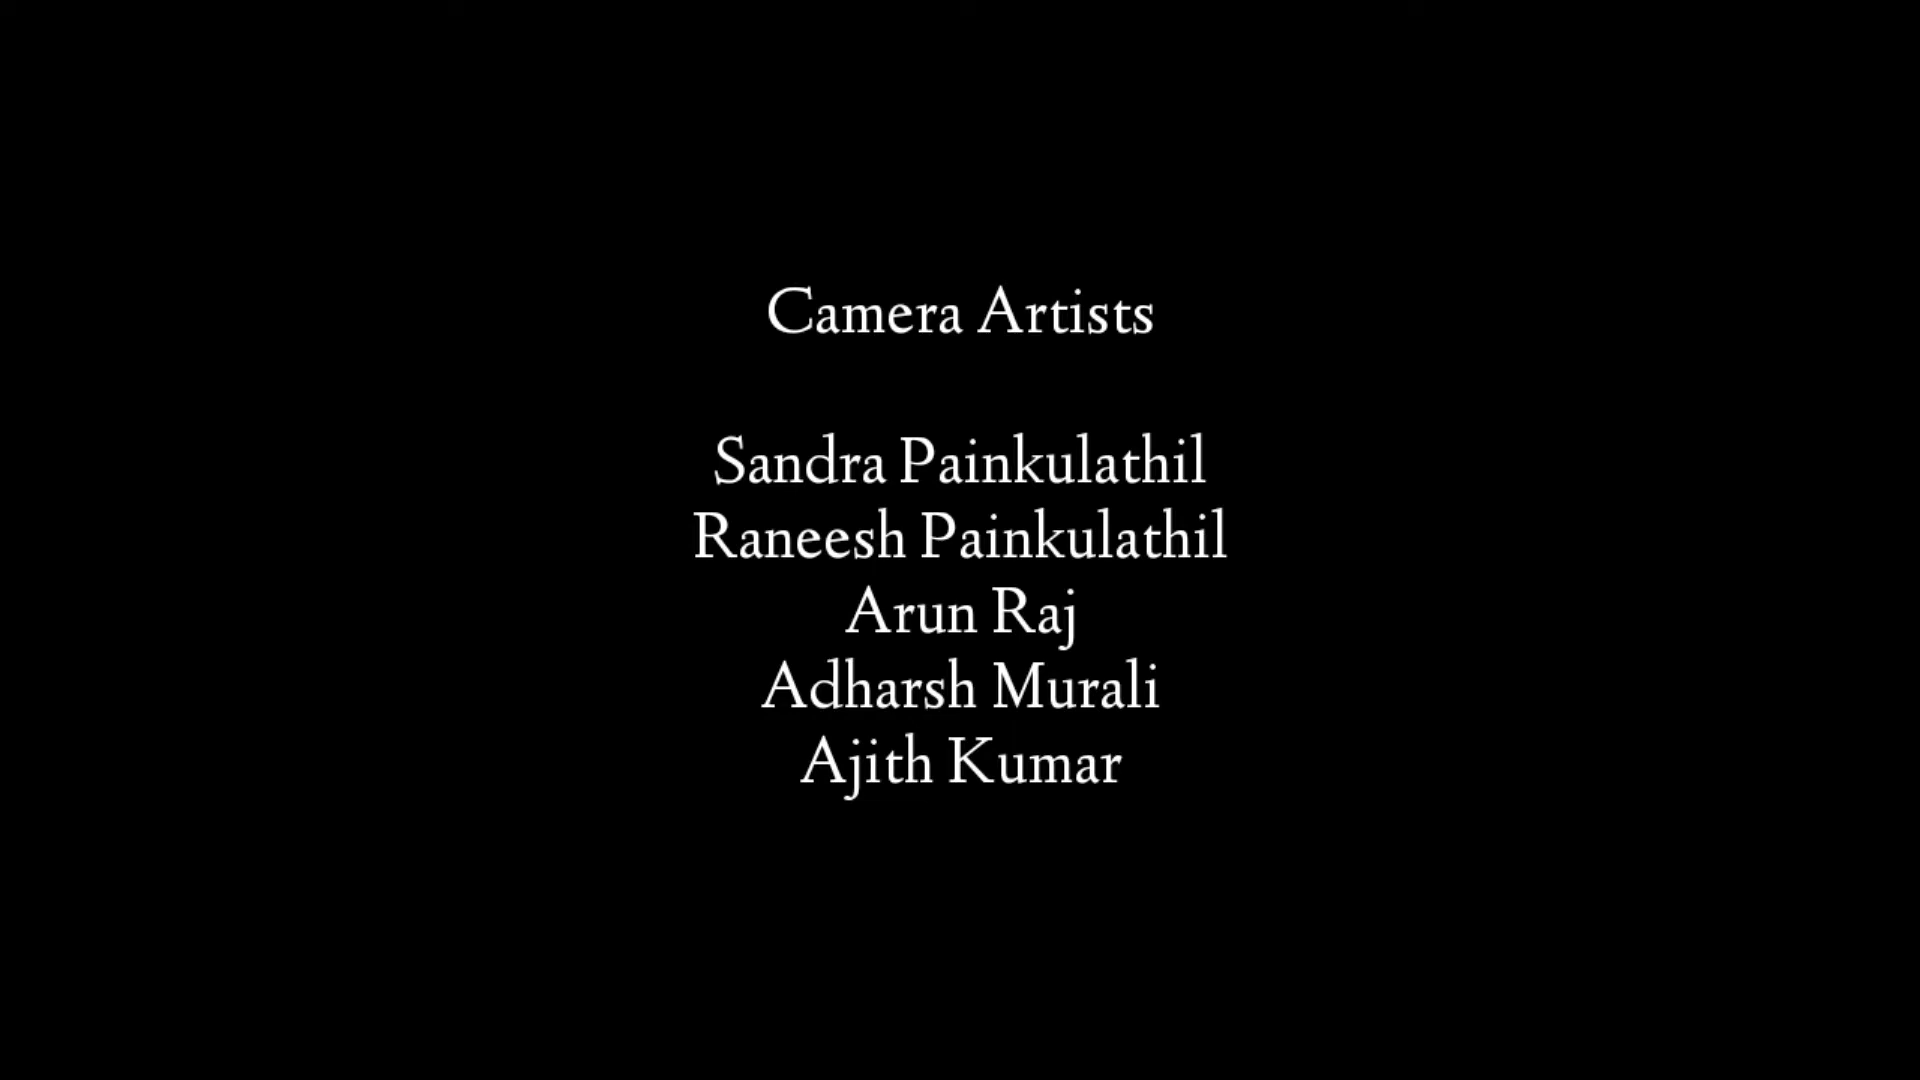 Camera Artists
Sandra Painkulathil
Raneesh Painkulathil
Arun Raj
Adharsh Murali
Ajith Kumar